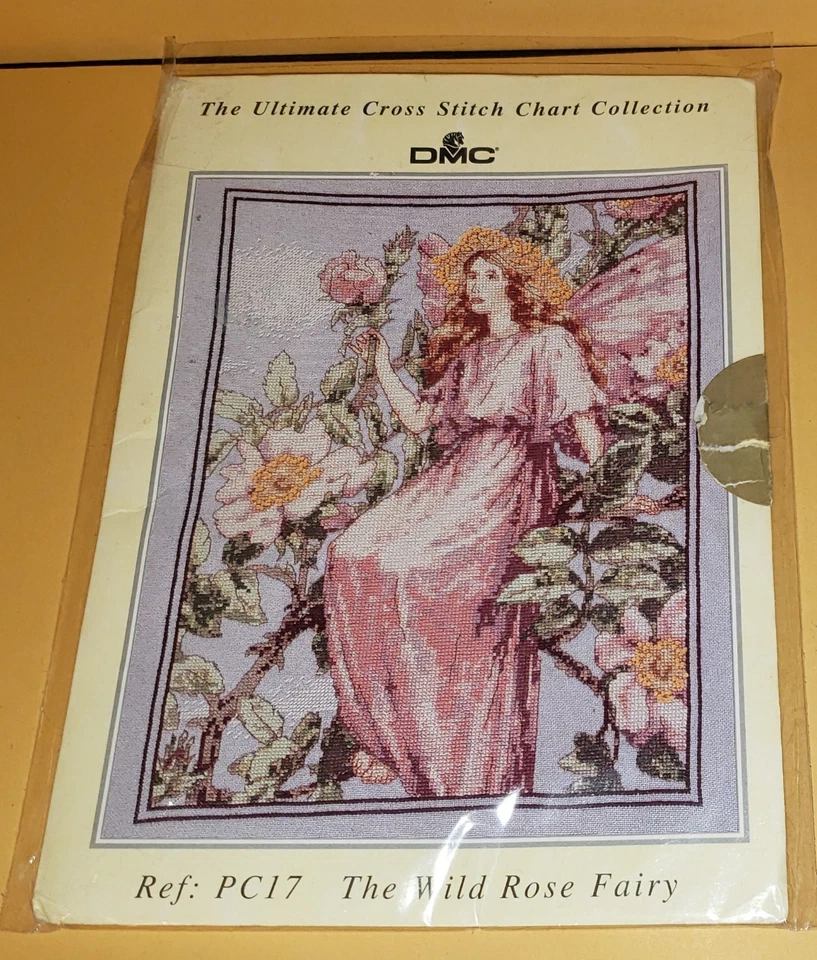 The Ultimate Cross Stitch Chart Collection
DMC®
Ref: PC17 The Wild Rose Fairy